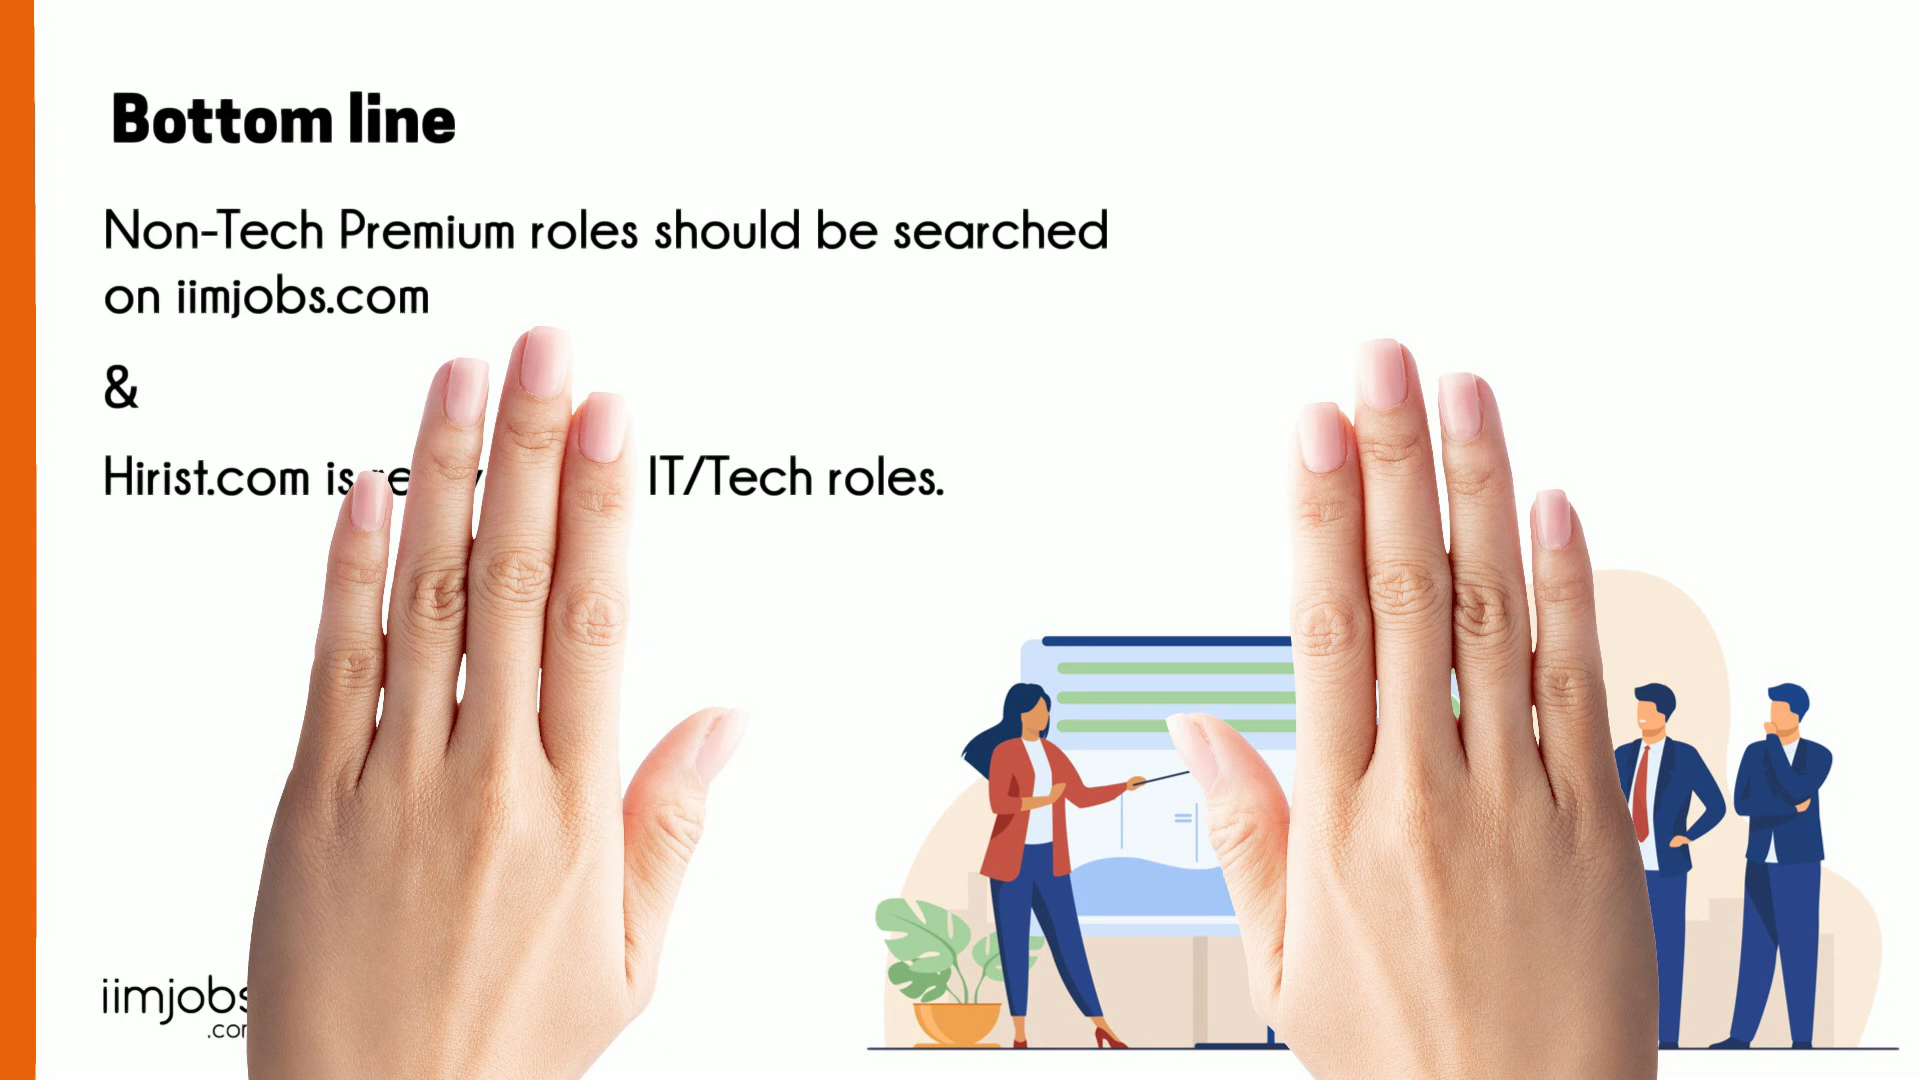 Bottom line
Non-Tech Premium roles should be searched
on iimjobs.com
&
Hirist.com is IT/Tech roles.
iimjobs